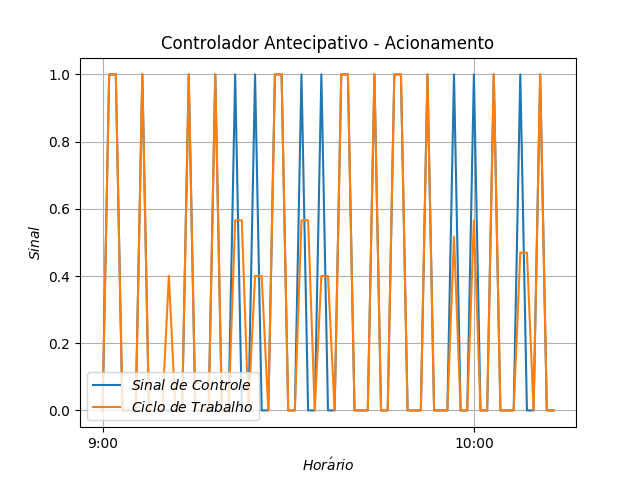 Controlador Antecipativo - Acionamento
1.0
0.8
0.6
0.4
0.2
0.0
Sinal
Sinal de Controle
Ciclo de Trabalho
9:00
10:00
Horário